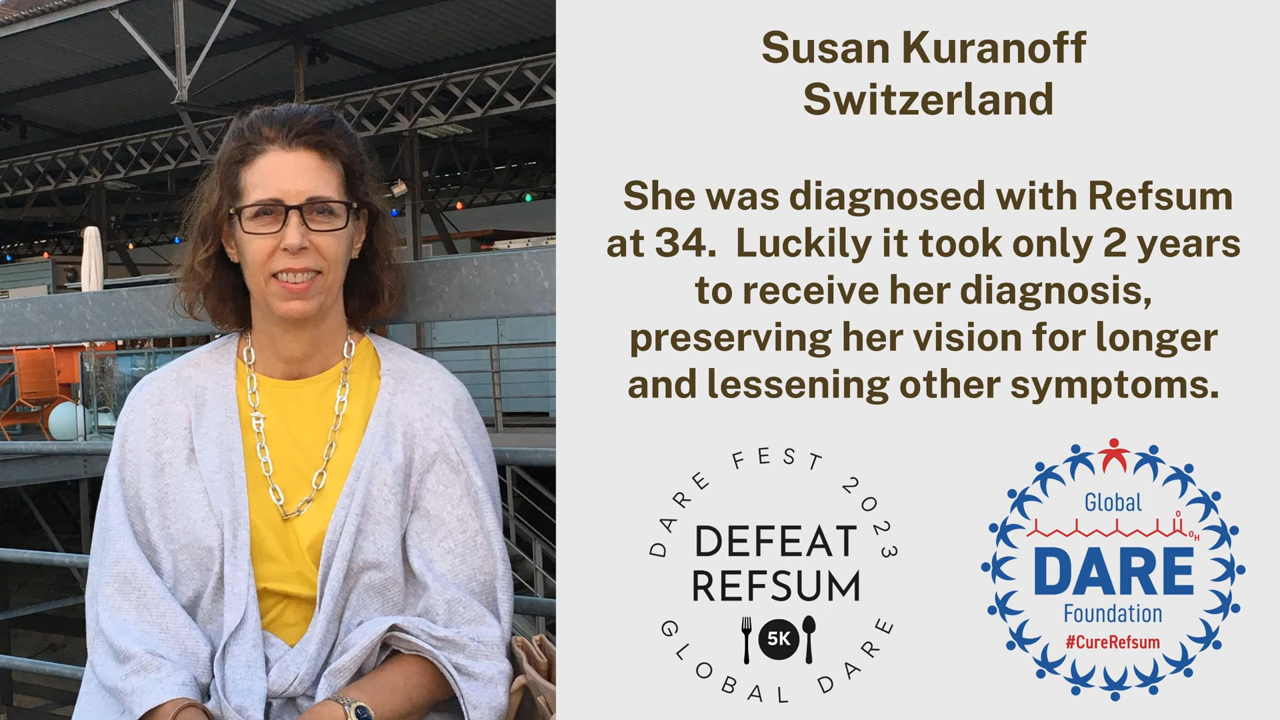 Susan Kuranoff
Switzerland
She was diagnosed with Refsum
at 34.  Luckily it took only 2 years
to receive her diagnosis,
preserving her vision for longer
and lessening other symptoms.
DARE FEST 2023
DEFEAT
REFSUM
5K
GLOBAL DARE
Global
O
OH
DARE
Foundation
#CureRefsum